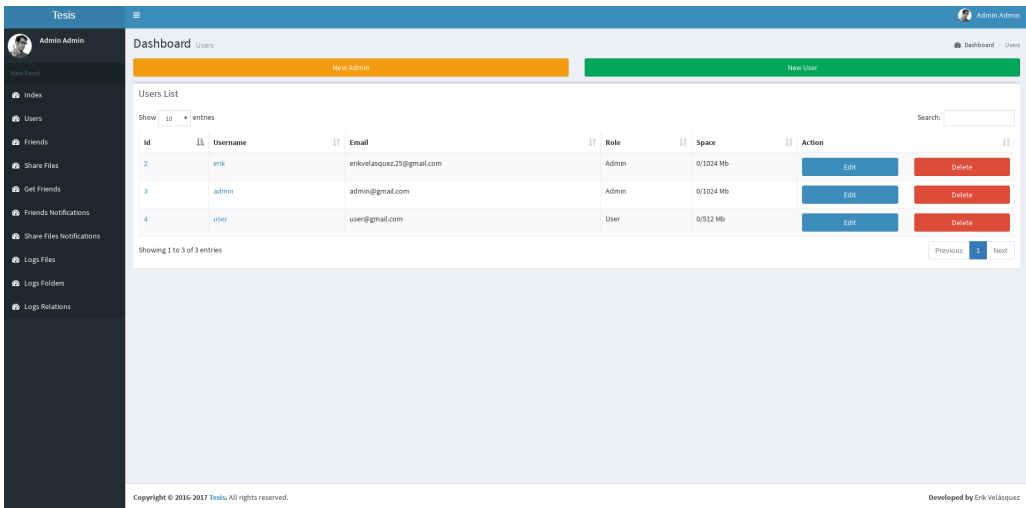 Tesis
Admin Admin
Admin Admin
Main Panel
Index
Users
Friends
Share Files
Get Friends
Friends Notifications
Share Files Notifications
Logs Files
Logs Folders
Logs Relations
Dashboard Users
Dashboard > Users
New Admin
New User
Users List
Show 10 entries
Search:
Id Username Email Role Space Action
2 erik erikvelasquez.25@gmail.com Admin 0/1024 Mb Edit Delete
3 admin admin@gmail.com Admin 0/1024 Mb Edit Delete
4 user user@gmail.com User 0/512 Mb Edit Delete
Showing 1 to 3 of 3 entries
Previous 1 Next
Copyright © 2016-2017 Tesis. All rights reserved.
Developed by Erik Velásquez